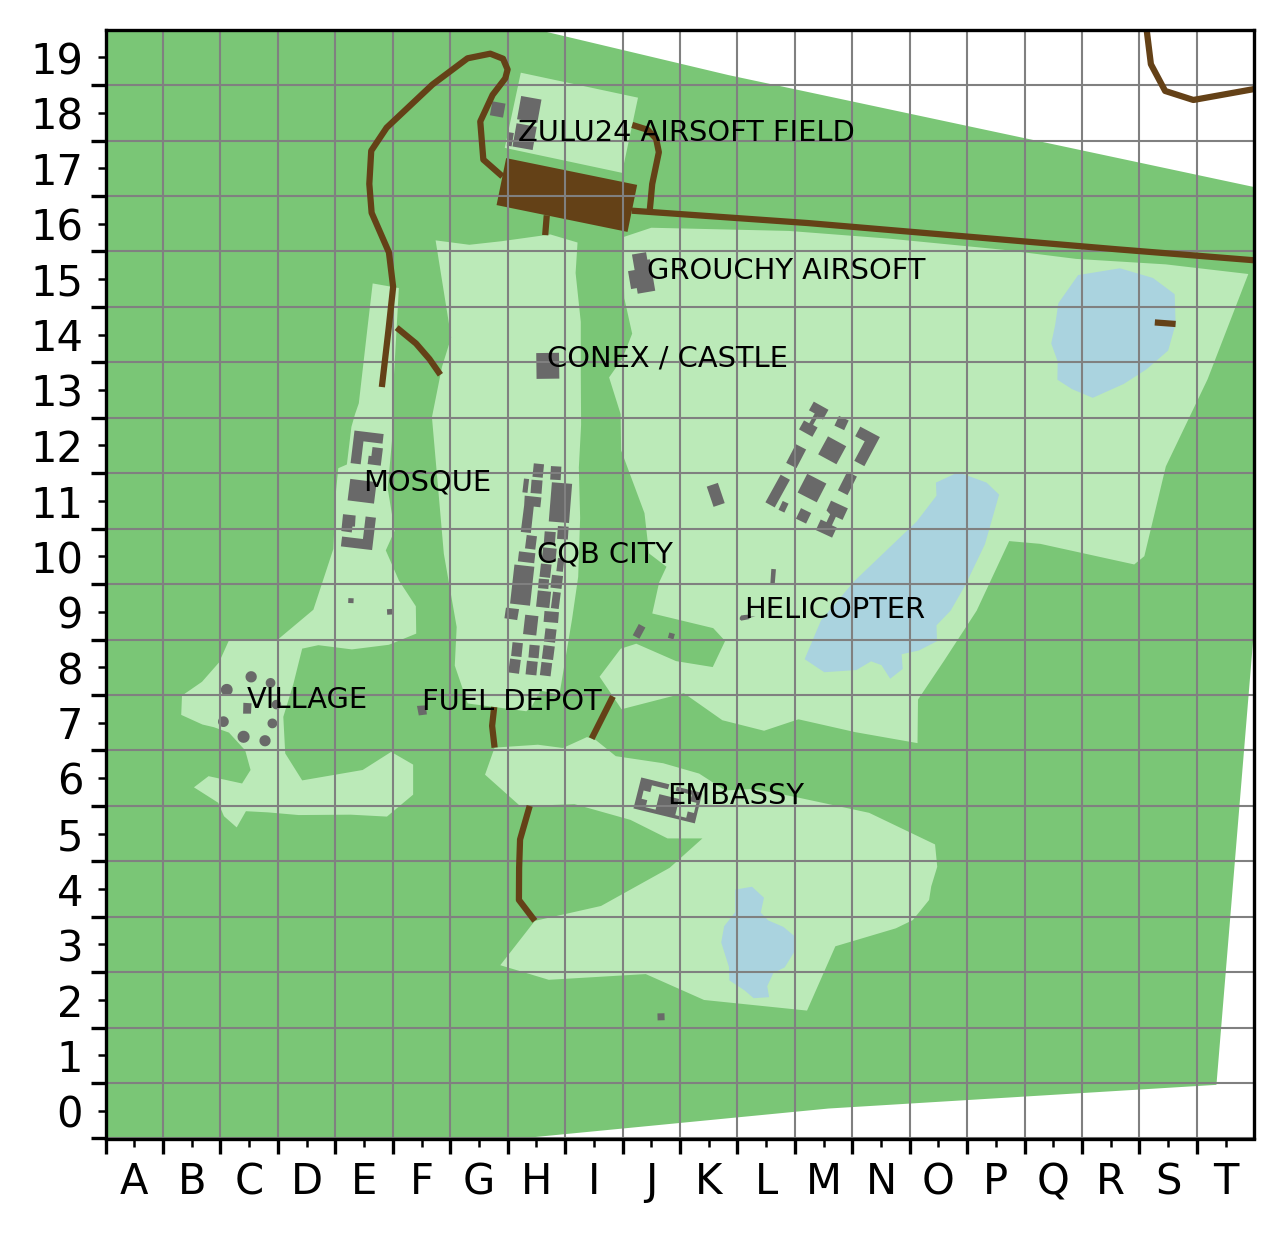 19
18
ZULU24 AIRSOFT FIELD
17
16
15
GROUCHY AIRSOFT
14
CONEX / CASTLE
13
12
MOSQUE
11
10
CQB CITY
9
HELICOPTER
8
VILLAGE
FUEL DEPOT
7
6
EMBASSY
5
4
3
2
1
0
A B C D E F G H I J K L M N O P Q R S T